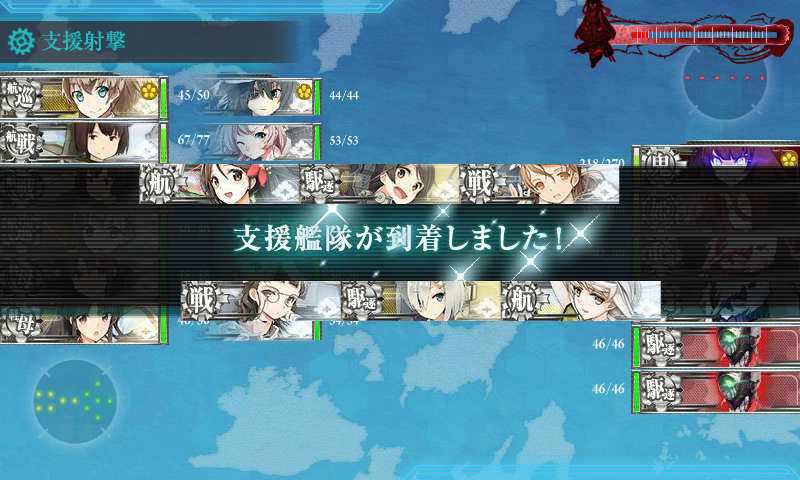 支援射撃
航巡 45/50 44/44
航戦 67/77 53/53
218/270
航 駆逐 戦
支援艦隊が到着しました!
戦 駆逐 航
46/46 駆逐
46/46 駆逐